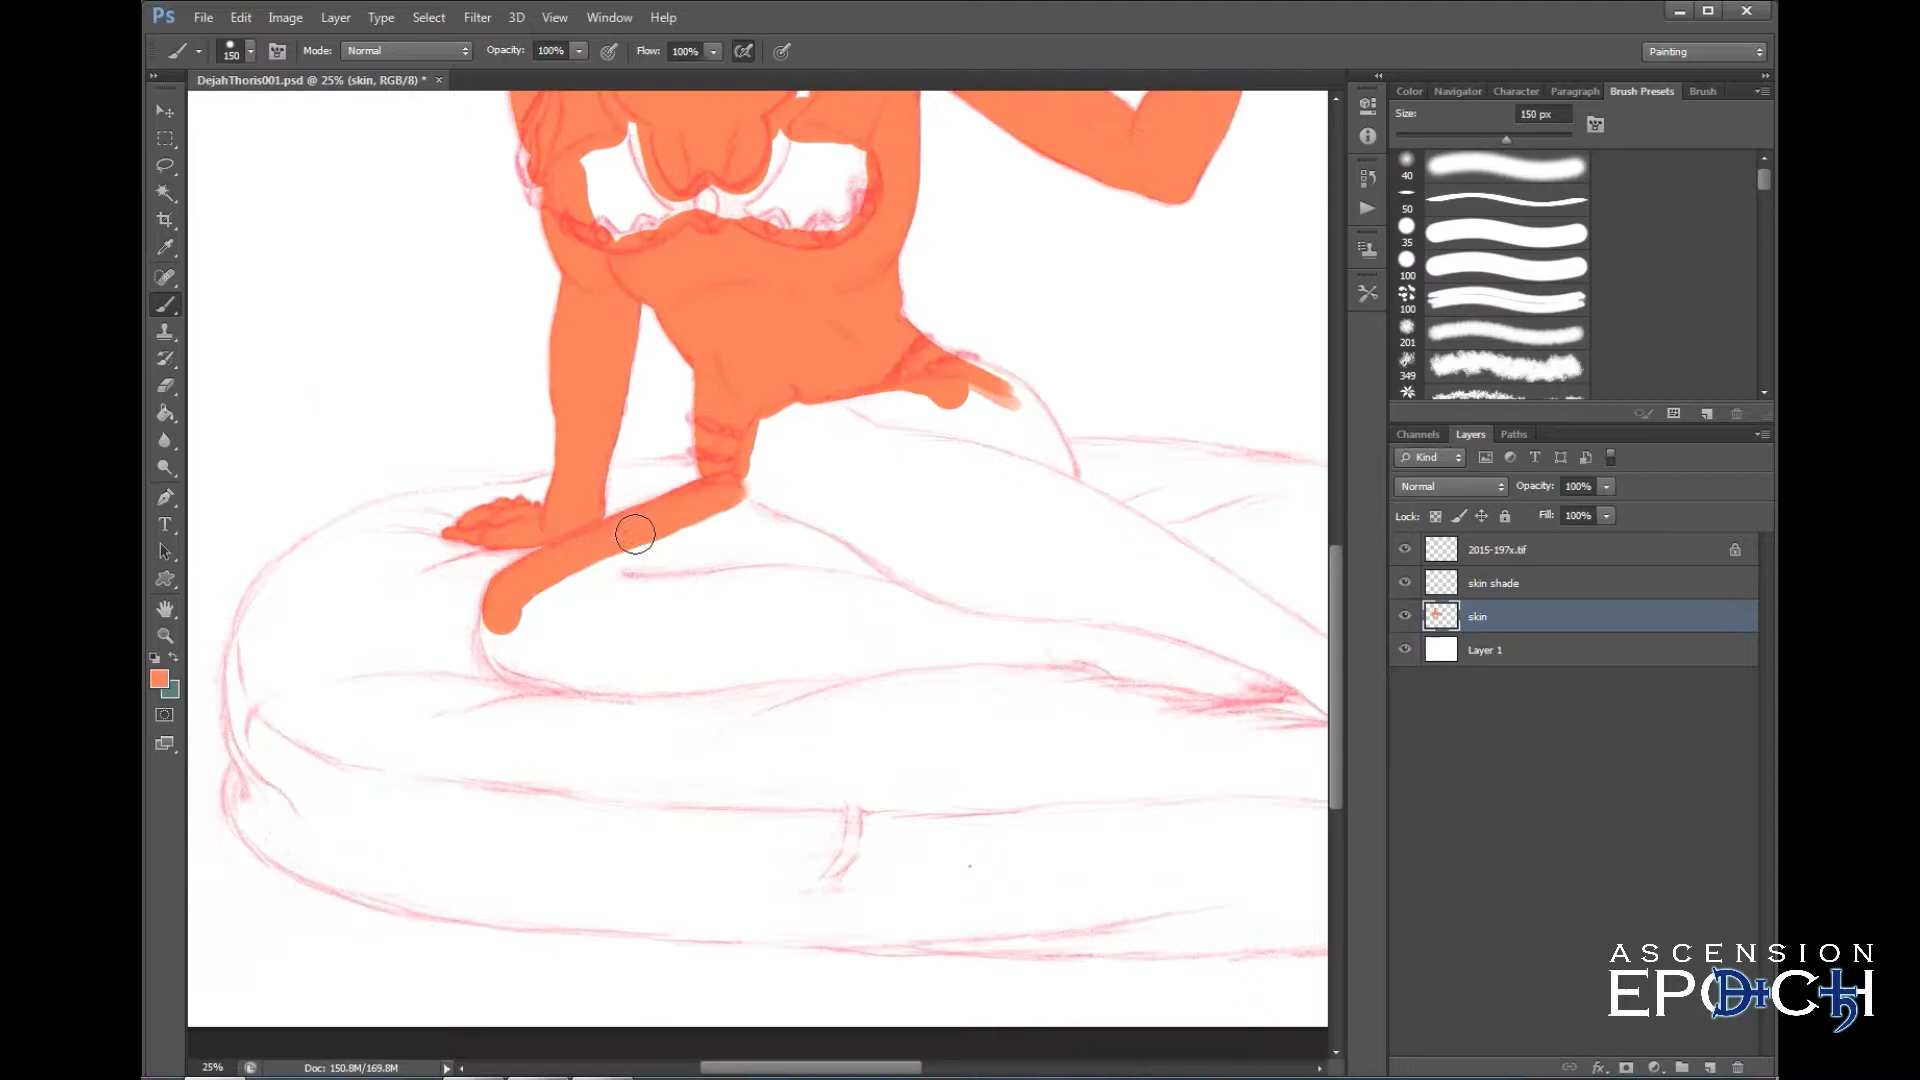 Ps File Edit Image Layer Type Select Filter 3D View Window Help
150 Mode: Normal Opacity: 100% Flow: 100% Painting
DejahThoris001.psd @ 25% (skin, RGB/8) * ×
Color Navigator Character Paragraph Brush Presets Brush
Size: 150 px
40
50
35
100
100
201
349
Channels Layers Paths
Kind
Normal Opacity: 100%
Lock: Fill: 100%
2015-197x.tif
skin shade
skin
Layer 1
ASCENSION
EPOCH
25% Doc: 150.8M/169.8M